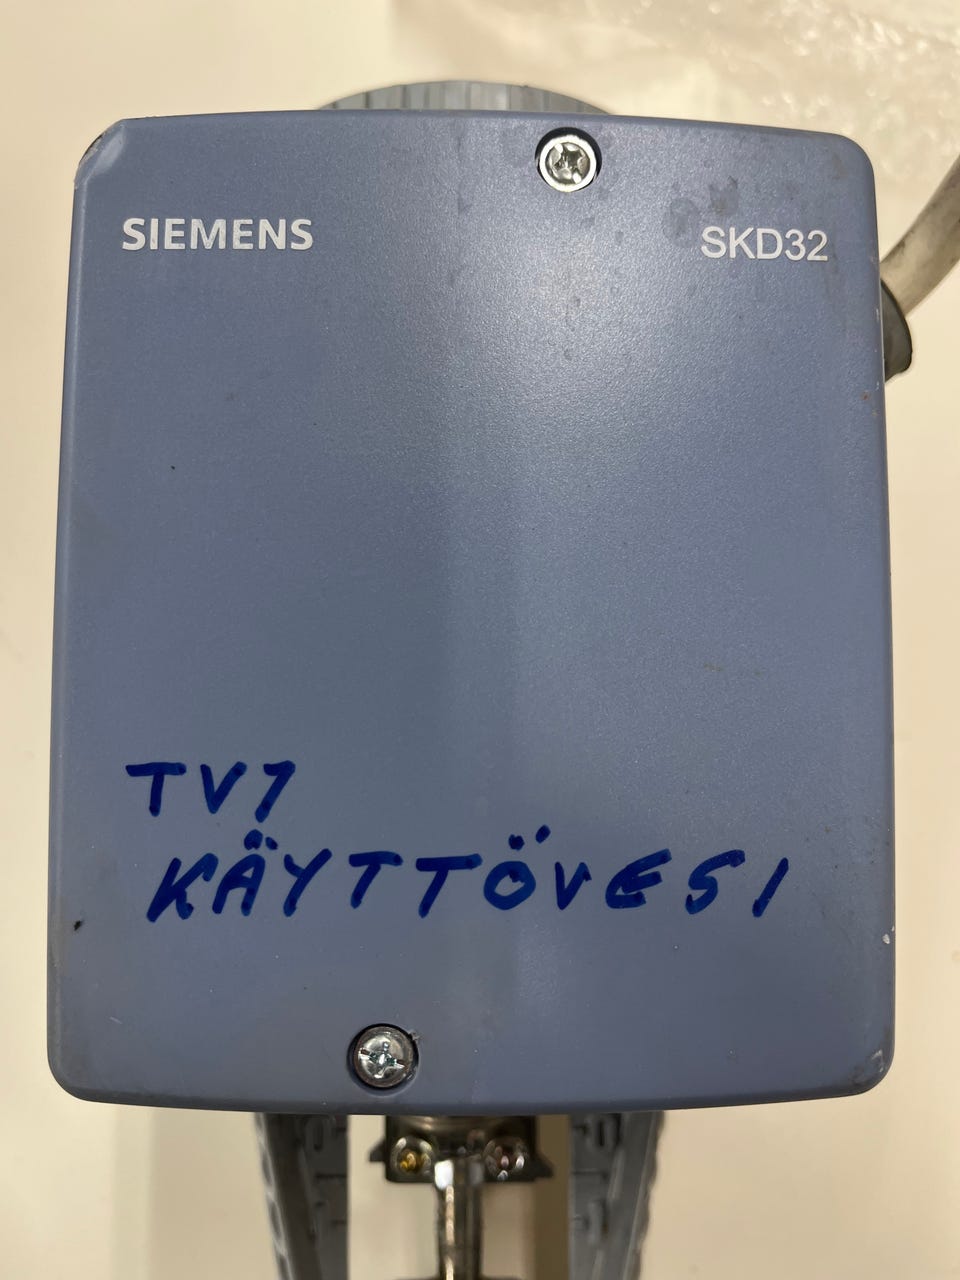 SIEMENS
SKD32
TV1
KÄYTTÖVESI